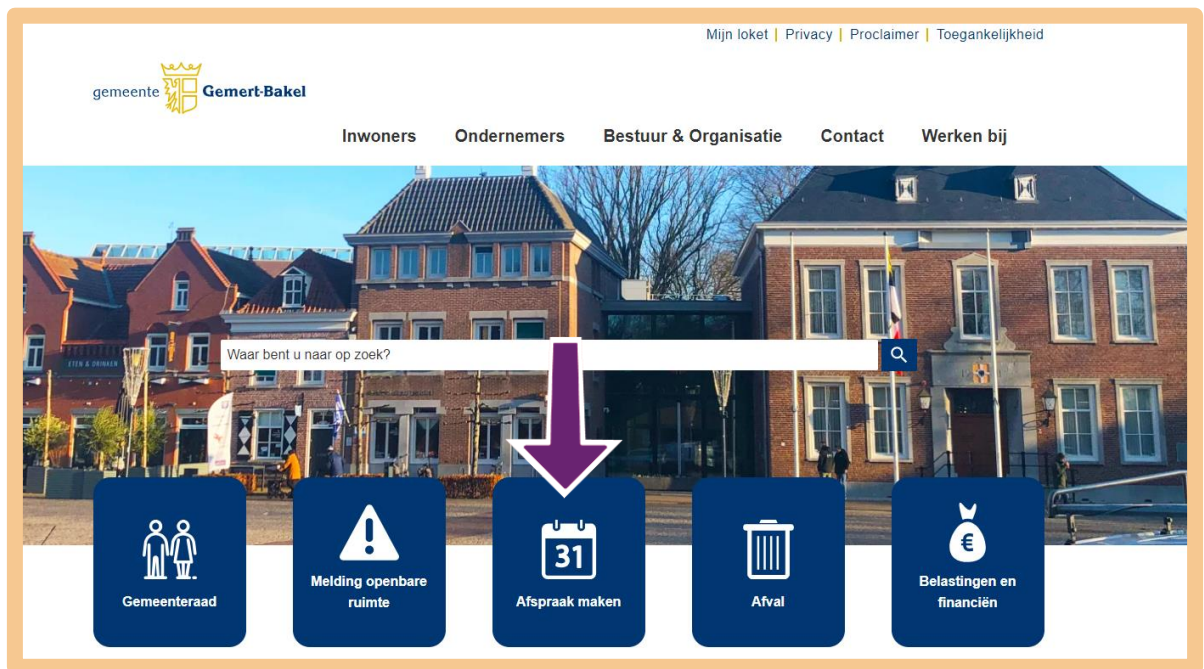 Mijn loket | Privacy | Proclaimer | Toegankelijkheid
gemeente Gemert-Bakel
Inwoners Ondernemers Bestuur & Organisatie Contact Werken bij
Waar bent u naar op zoek?
ETEN & DRINKEN
31
€
Gemeenteraad
Melding openbare
ruimte
Afspraak maken
Afval
Belastingen en
financiën